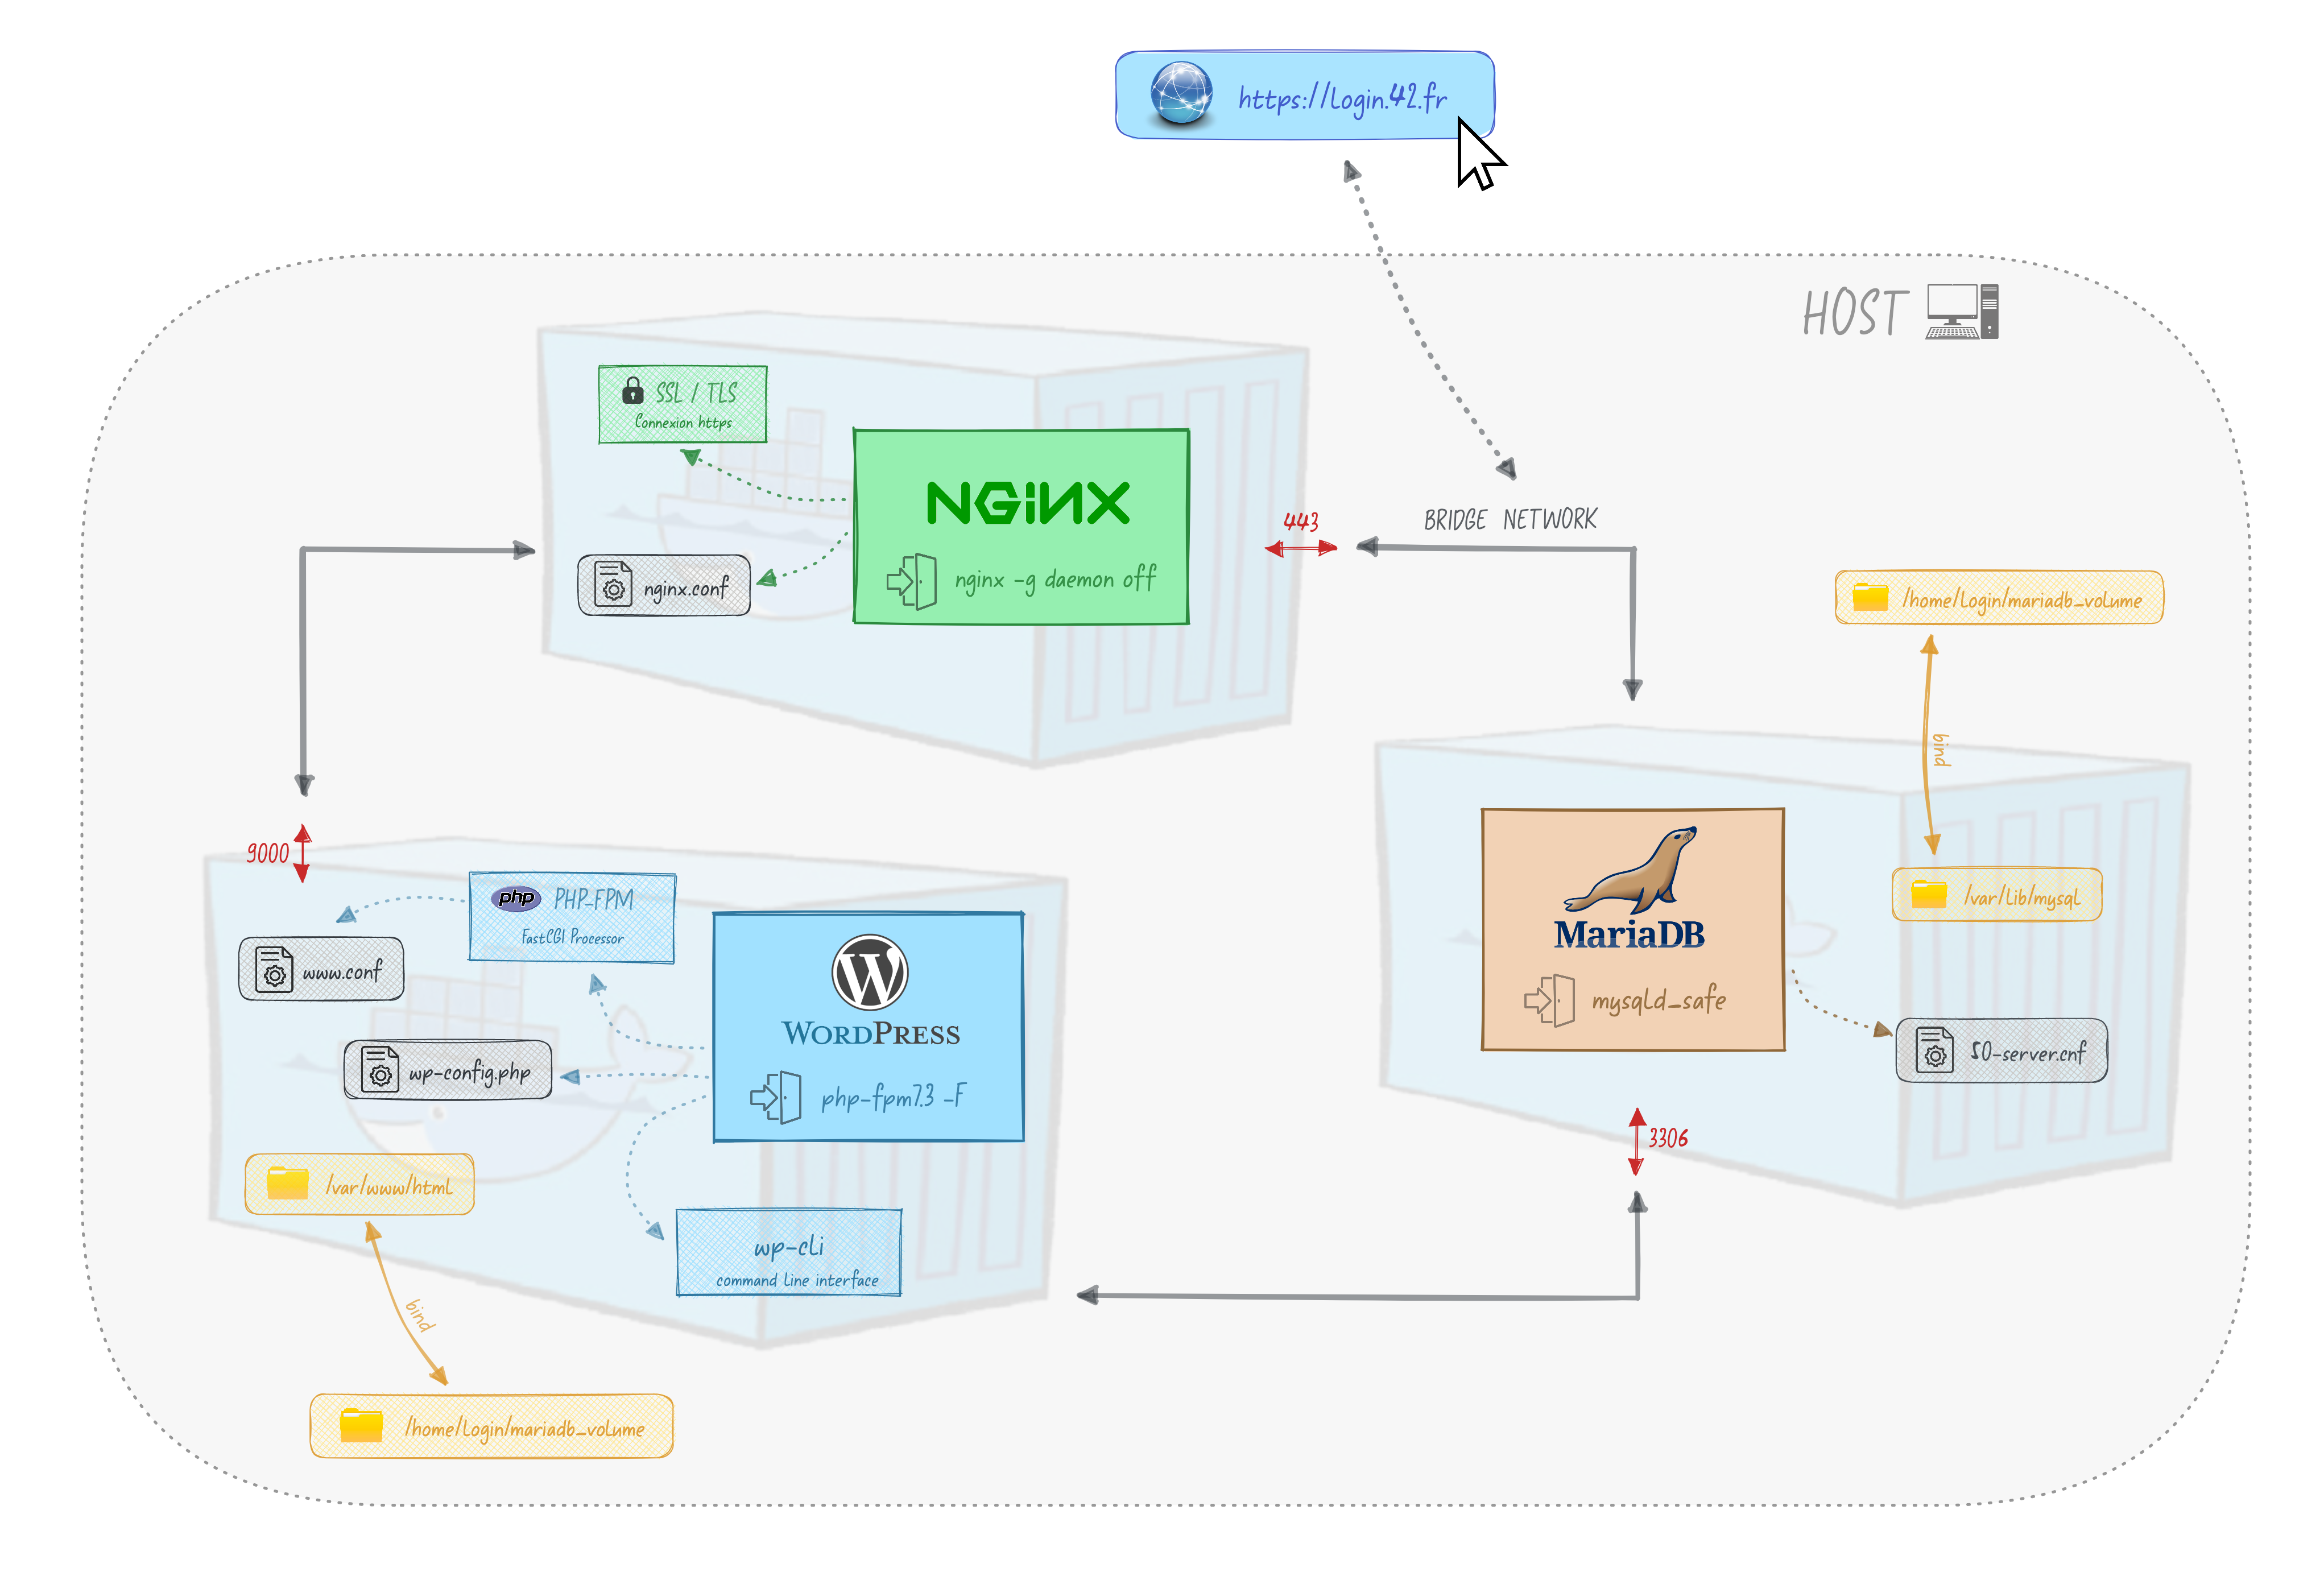 https://login.42.fr
HOST
SSL / TLS
Connexion https
NGINX
nginx -g daemon off
nginx.conf
443
BRIDGE NETWORK
/home/login/mariadb_volume
bind
/var/lib/mysql
MariaDB
mysqld_safe
50-server.cnf
3306
9000
php PHP_FPM
FastCGI Processor
www.conf
WORDPRESS
wp-config.php
php-fpm7.3 -F
/var/www/html
wp-cli
command line interface
bind
/home/login/mariadb_volume